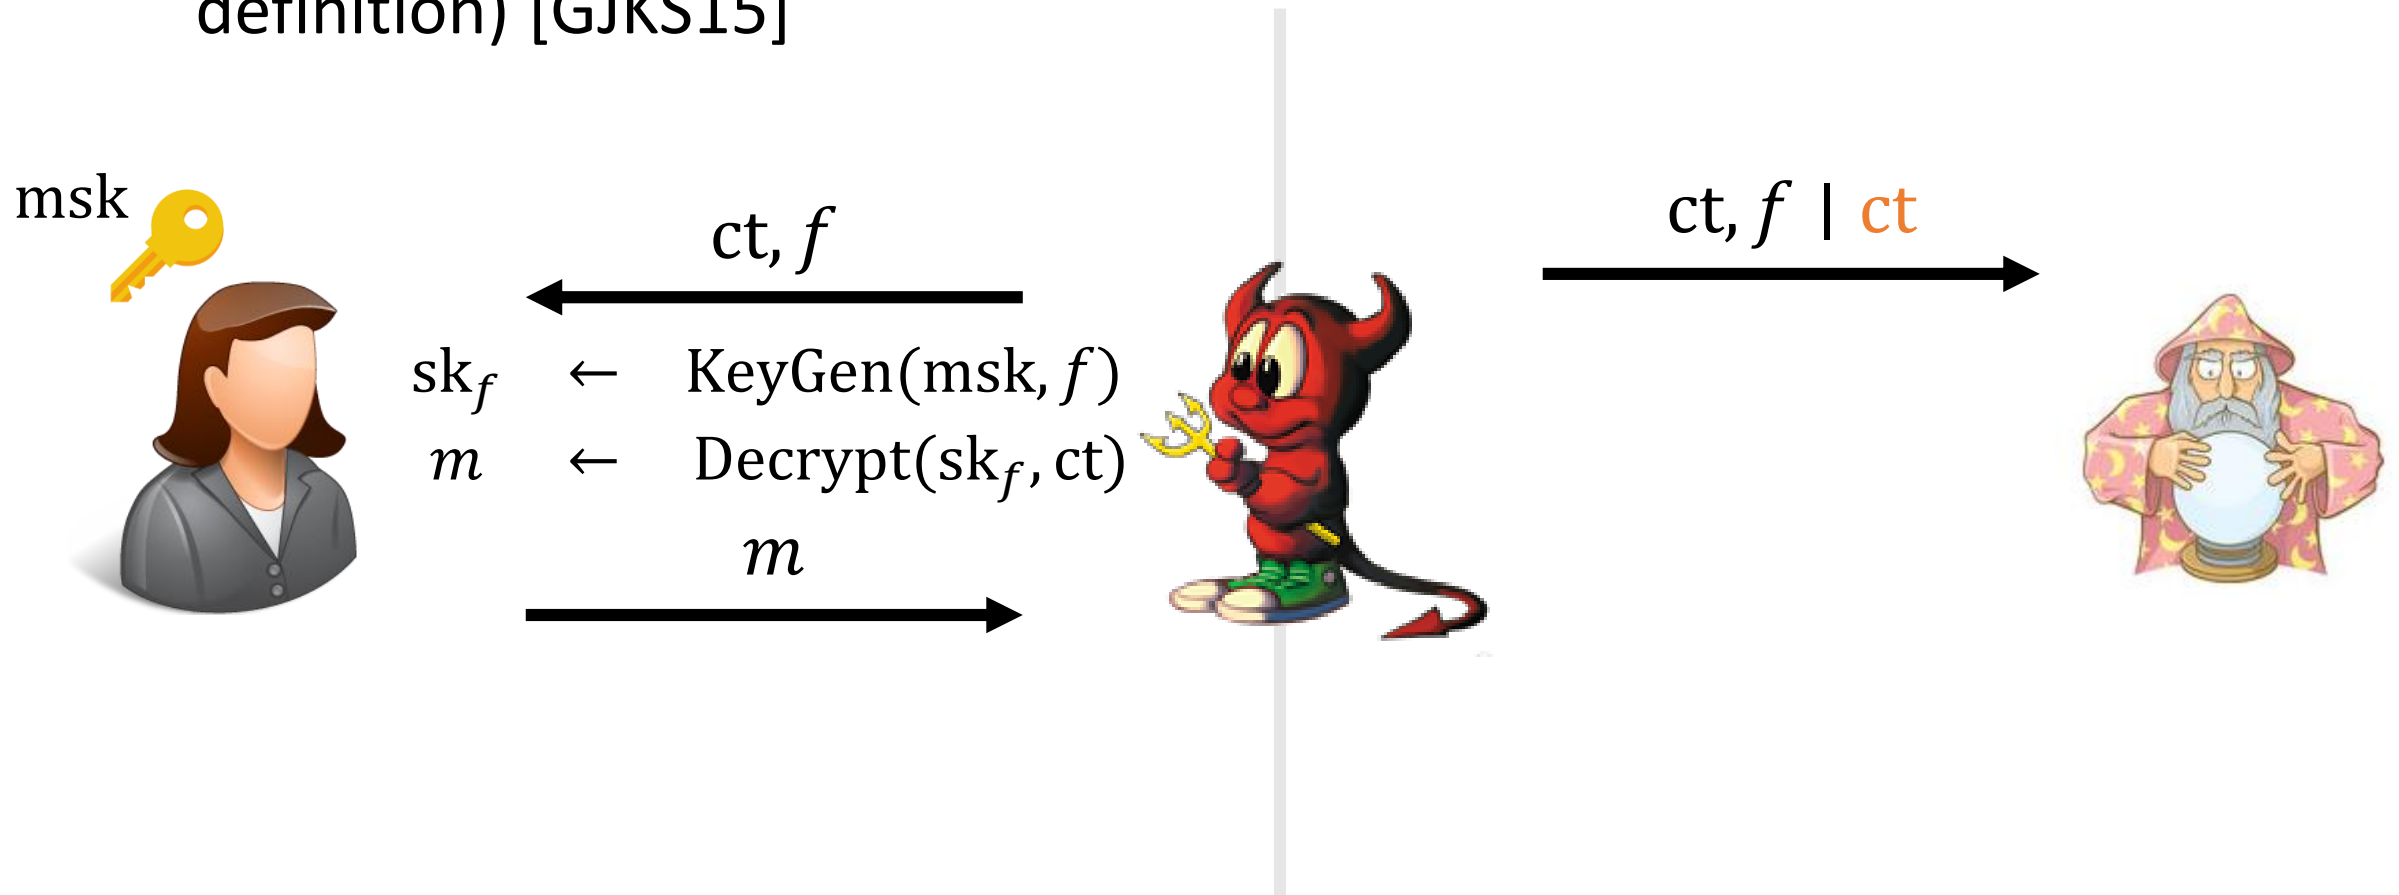 definition) [GJKS15]
msk
ct, f
sk_f ← KeyGen(msk, f)
m ← Decrypt(sk_f, ct)
m
ct, f | ct